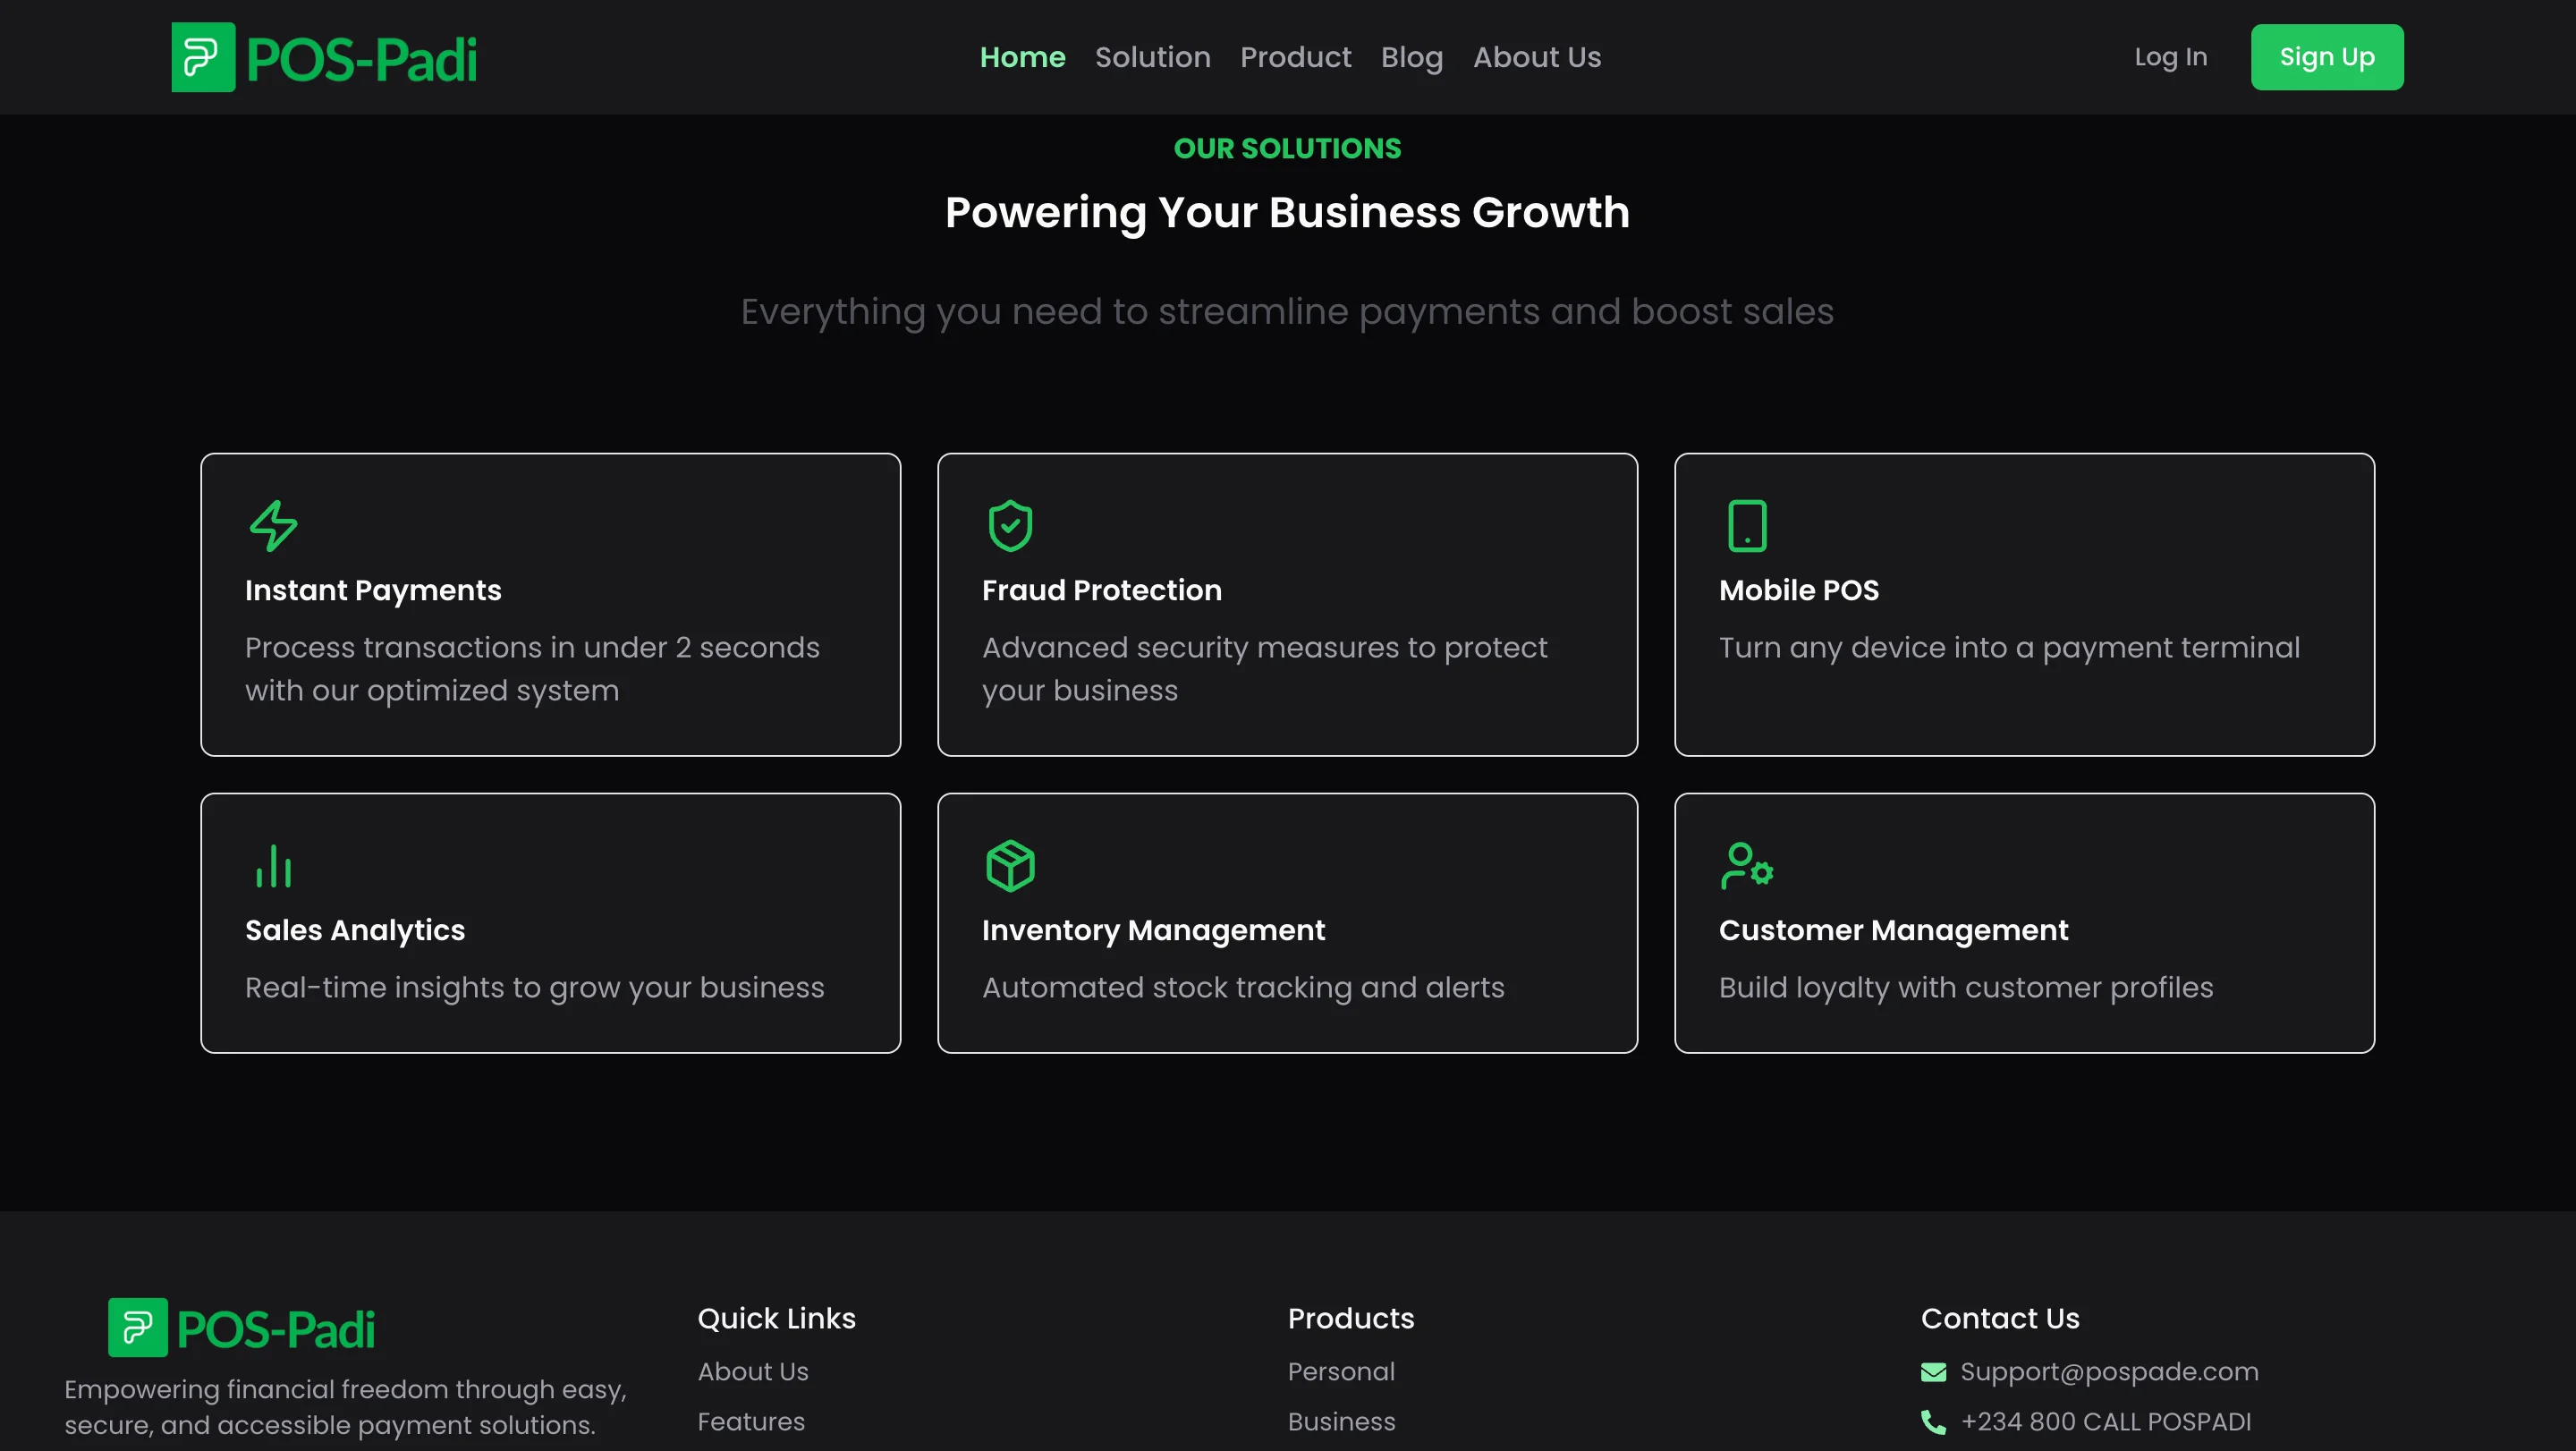 POS-Padi
Home Solution Product Blog About Us
Log In
Sign Up
OUR SOLUTIONS
Powering Your Business Growth
Everything you need to streamline payments and boost sales
Instant Payments
Process transactions in under 2 seconds
with our optimized system
Fraud Protection
Advanced security measures to protect
your business
Mobile POS
Turn any device into a payment terminal
Sales Analytics
Real-time insights to grow your business
Inventory Management
Automated stock tracking and alerts
Customer Management
Build loyalty with customer profiles
POS-Padi
Empowering financial freedom through easy,
secure, and accessible payment solutions.
Quick Links
About Us
Features
Products
Personal
Business
Contact Us
Support@pospade.com
+234 800 CALL POSPADI